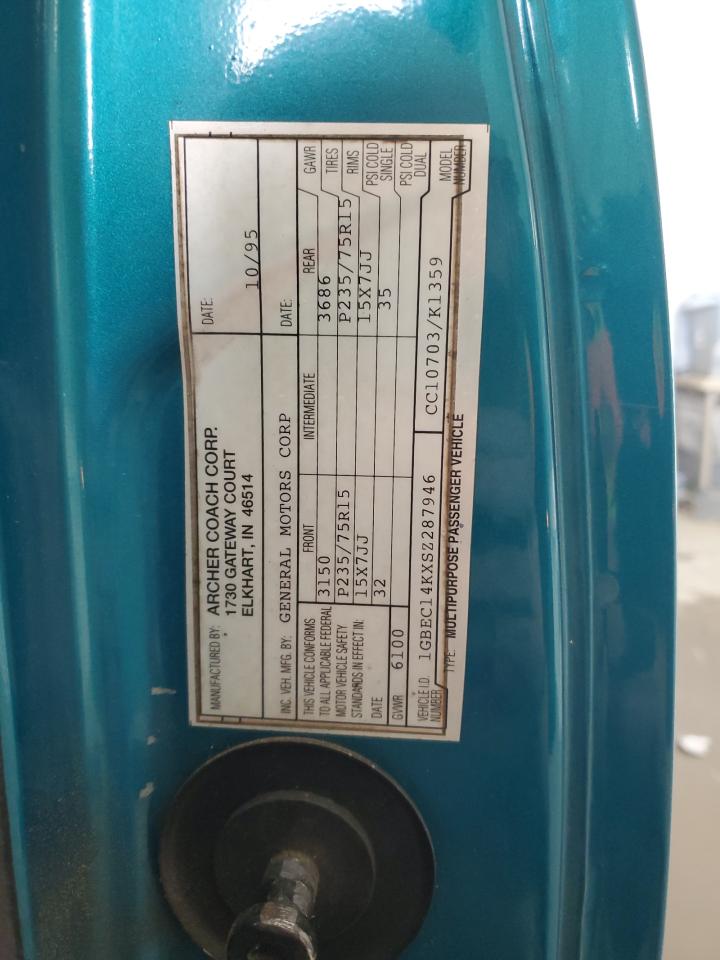 MANUFACTURED BY: ARCHER COACH CORP. DATE:
1730 GATEWAY COURT
ELKHART, IN 46514 10/95
INC. VEH. MFG. BY: GENERAL MOTORS CORP DATE:
THIS VEHICLE CONFORMS FRONT INTERMEDIATE REAR GAWR
TO ALL APPLICABLE FEDERAL 3150 3686 TIRES
MOTOR VEHICLE SAFETY P235/75R15 P235/75R15 RIMS
STANDARDS IN EFFECT IN: 15X7JJ 15X7JJ PSI COLD SINGLE
DATE 32 35
GVWR 6100 PSI COLD DUAL
VEHICLE I.D. NUMBER 1GBEC14KXSZ287946 CC10703/K1359 MODEL NUMBER
TYPE: MULTIPURPOSE PASSENGER VEHICLE